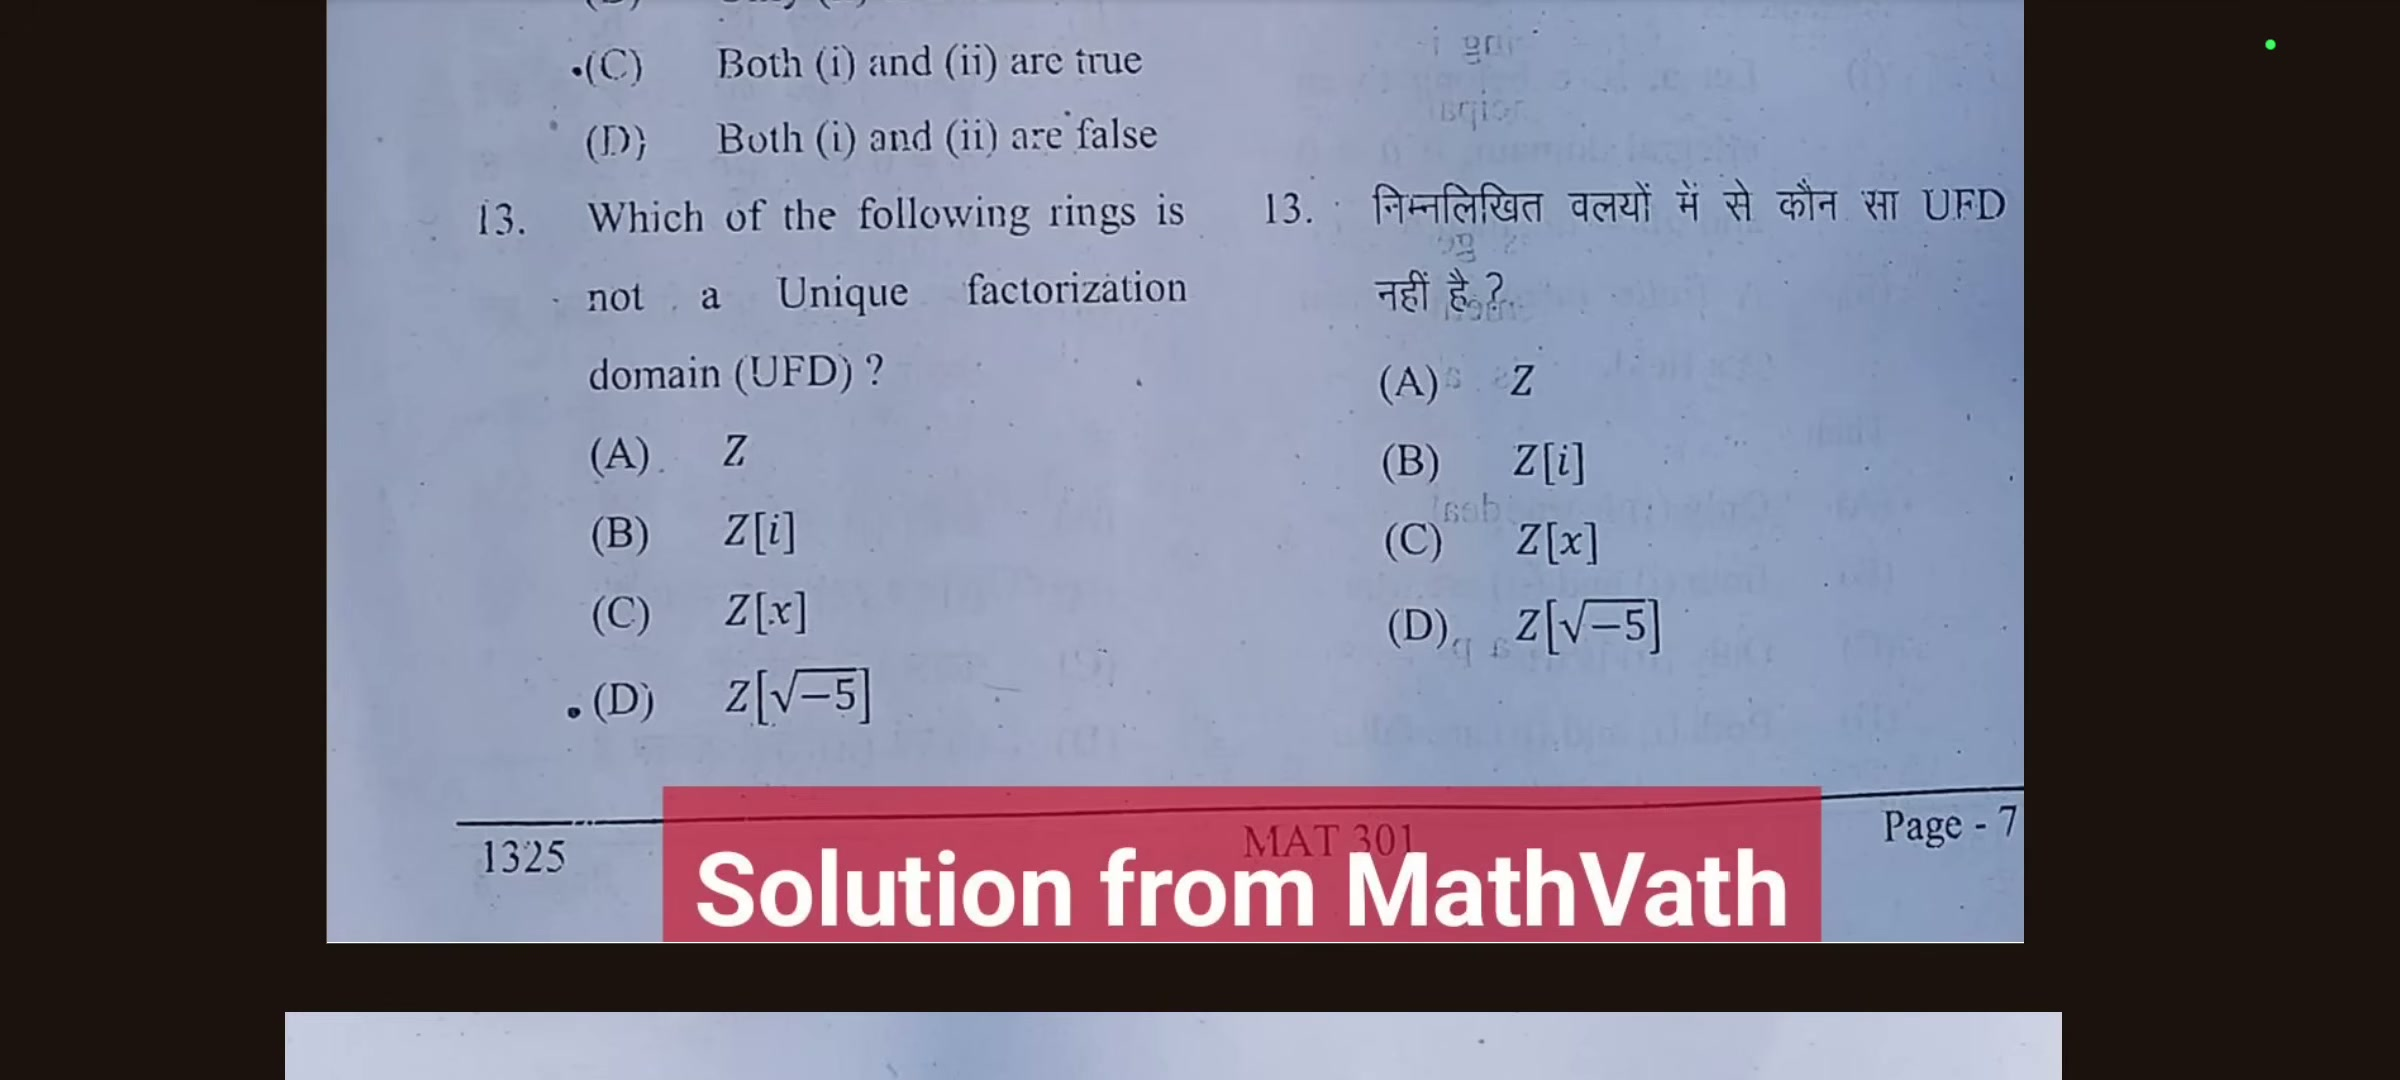 (C) Both (i) and (ii) are true
(D) Both (i) and (ii) are false
13. Which of the following rings is
not a Unique factorization
domain (UFD) ?
(A) Z
(B) Z[i]
(C) Z[x]
(D) Z[√−5]
13. निम्नलिखित वलयों में से कौन सा UFD
नहीं है ?
(A) Z
(B) Z[i]
(C) Z[x]
(D) Z[√−5]
1325 MAT 301 Page - 7
Solution from MathVath